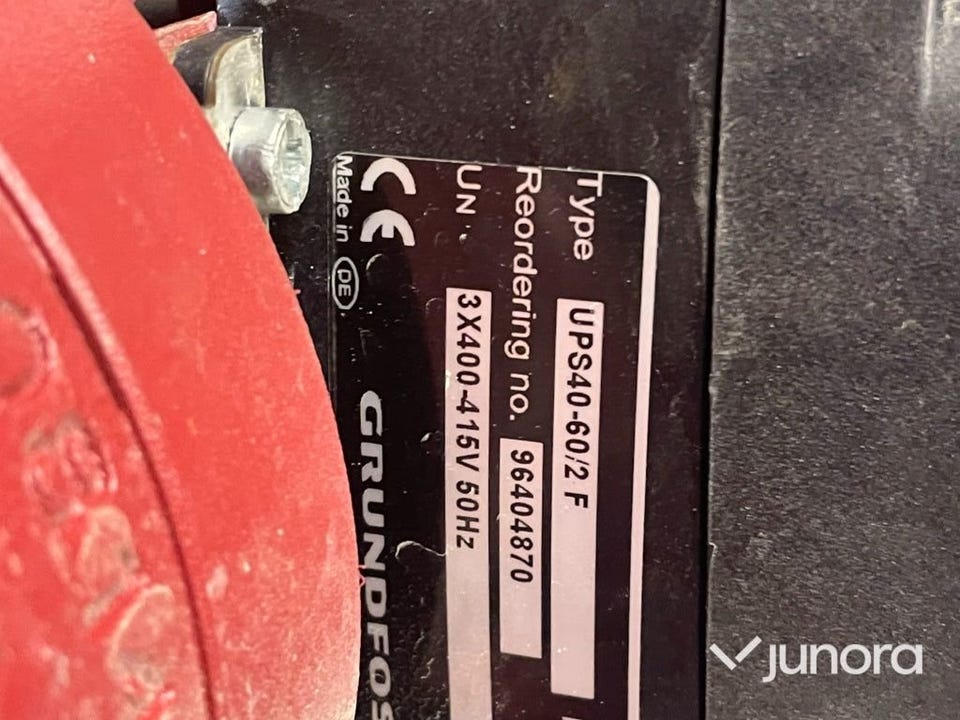 Type UPS40-60/2 F
Reordering no. 96404870
UN 3X400-415V 50Hz
CE GRUNDFOS
Made in DE
junora